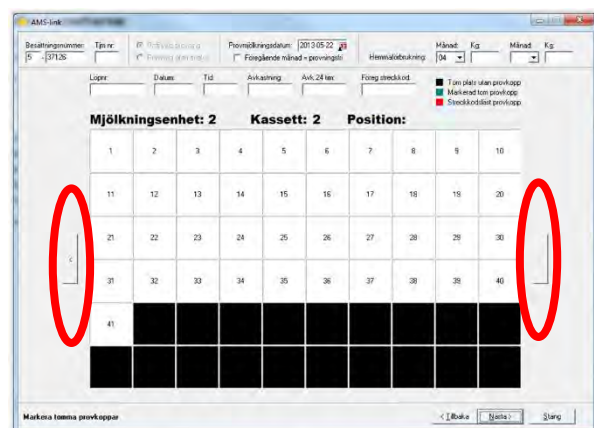 AMS-link
Besättningsnummer: Tjm nr: Provmjölkningsdatum: 2013-05-22 Månad: Kg: Månad: Kg:
5 - 37126 Föregående månad = provningsfri Hemmaförbrukning: 04
Löpnr: Datum: Tid: Avkastning: Avk.24 tim: Föreg streckkod:
Tom plats utan provkopp
Markerad tom provkopp
Streckkodsläst provkopp
Mjölkningsenhet: 2 Kassett: 2 Position:
1 2 3 4 5 6 7 8 9 10
11 12 13 14 15 16 17 18 19 20
21 22 23 24 25 26 27 28 29 30
<
31 32 33 34 35 36 37 38 39 40
41
Markera tomma provkoppar < Tillbaka Nästa > Stäng